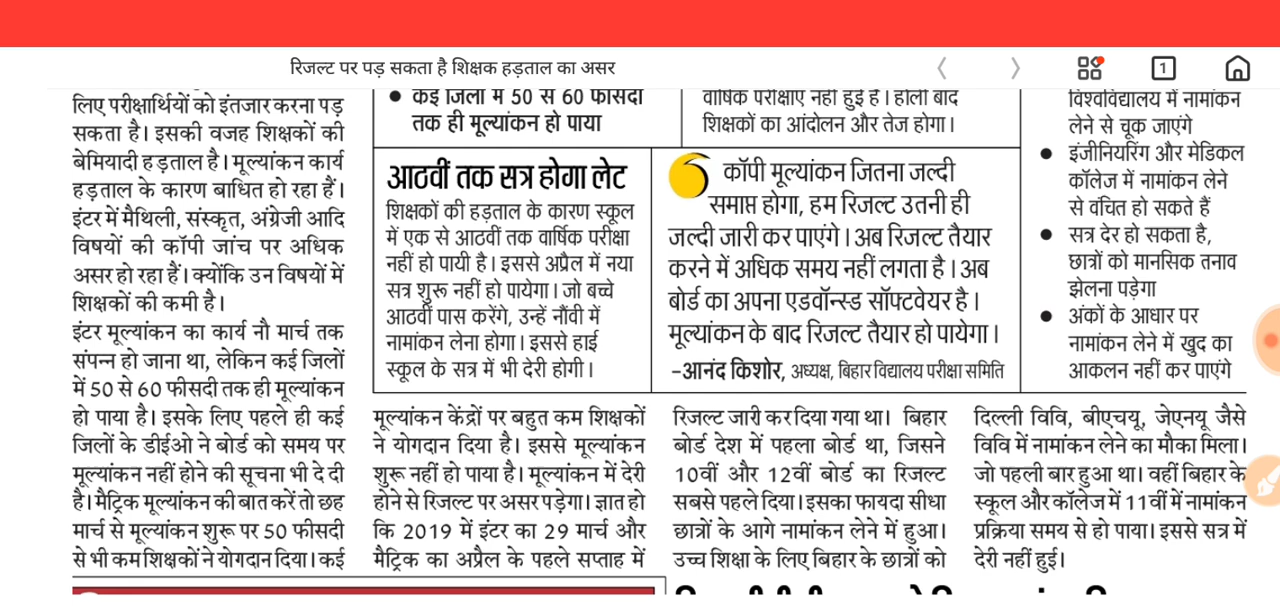 रिजल्ट पर पड़ सकता है शिक्षक हड़ताल का असर
1
लिए परीक्षार्थियों को इंतजार करना पड़
सकता है। इसकी वजह शिक्षकों की
बेमियादी हड़ताल है। मूल्यांकन कार्य
हड़ताल के कारण बाधित हो रहा हैं।
इंटर में मैथिली, संस्कृत, अंग्रेजी आदि
विषयों की कॉपी जांच पर अधिक
असर हो रहा हैं। क्योंकि उन विषयों में
शिक्षकों की कमी है।
इंटर मूल्यांकन का कार्य नौ मार्च तक
संपन्न हो जाना था, लेकिन कई जिलों
में 50 से 60 फीसदी तक ही मूल्यांकन
हो पाया है। इसके लिए पहले ही कई
जिलों के डीईओ ने बोर्ड को समय पर
मूल्यांकन नहीं होने की सूचना भी दे दी
है। मैट्रिक मूल्यांकन की बात करें तो छह
मार्च से मूल्यांकन शुरू पर 50 फीसदी
से भी कम शिक्षकों ने योगदान दिया। कई
● कई जिलों में 50 से 60 फीसदी
तक ही मूल्यांकन हो पाया
वार्षिक परीक्षाएं नहीं हुई हैं। होली बाद
शिक्षकों का आंदोलन और तेज होगा।
आठवीं तक सत्र होगा लेट
शिक्षकों की हड़ताल के कारण स्कूल
में एक से आठवीं तक वार्षिक परीक्षा
नहीं हो पायी है। इससे अप्रैल में नया
सत्र शुरू नहीं हो पायेगा। जो बच्चे
आठवीं पास करेंगे, उन्हें नौंवी में
नामांकन लेना होगा। इससे हाई
स्कूल के सत्र में भी देरी होगी।
कॉपी मूल्यांकन जितना जल्दी
समाप्त होगा, हम रिजल्ट उतनी ही
जल्दी जारी कर पाएंगे। अब रिजल्ट तैयार
करने में अधिक समय नहीं लगता है। अब
बोर्ड का अपना एडवॉन्स्ड सॉफ्टवेयर है।
मूल्यांकन के बाद रिजल्ट तैयार हो पायेगा।
-आनंद किशोर, अध्यक्ष, बिहार विद्यालय परीक्षा समिति
विश्वविद्यालय में नामांकन
लेने से चूक जाएंगे
● इंजीनियरिंग और मेडिकल
कॉलेज में नामांकन लेने
से वंचित हो सकते हैं
● सत्र देर हो सकता है,
छात्रों को मानसिक तनाव
झेलना पड़ेगा
● अंकों के आधार पर
नामांकन लेने में खुद का
आकलन नहीं कर पाएंगे
मूल्यांकन केंद्रों पर बहुत कम शिक्षकों
ने योगदान दिया है। इससे मूल्यांकन
शुरू नहीं हो पाया है। मूल्यांकन में देरी
होने से रिजल्ट पर असर पड़ेगा। ज्ञात हो
कि 2019 में इंटर का 29 मार्च और
मैट्रिक का अप्रैल के पहले सप्ताह में
रिजल्ट जारी कर दिया गया था। बिहार
बोर्ड देश में पहला बोर्ड था, जिसने
10वीं और 12वीं बोर्ड का रिजल्ट
सबसे पहले दिया। इसका फायदा सीधा
छात्रों के आगे नामांकन लेने में हुआ।
उच्च शिक्षा के लिए बिहार के छात्रों को
दिल्ली विवि, बीएचयू, जेएनयू जैसे
विवि में नामांकन लेने का मौका मिला।
जो पहली बार हुआ था। वहीं बिहार के
स्कूल और कॉलेज में 11वीं में नामांकन
प्रक्रिया समय से हो पाया। इससे सत्र में
देरी नहीं हुई।